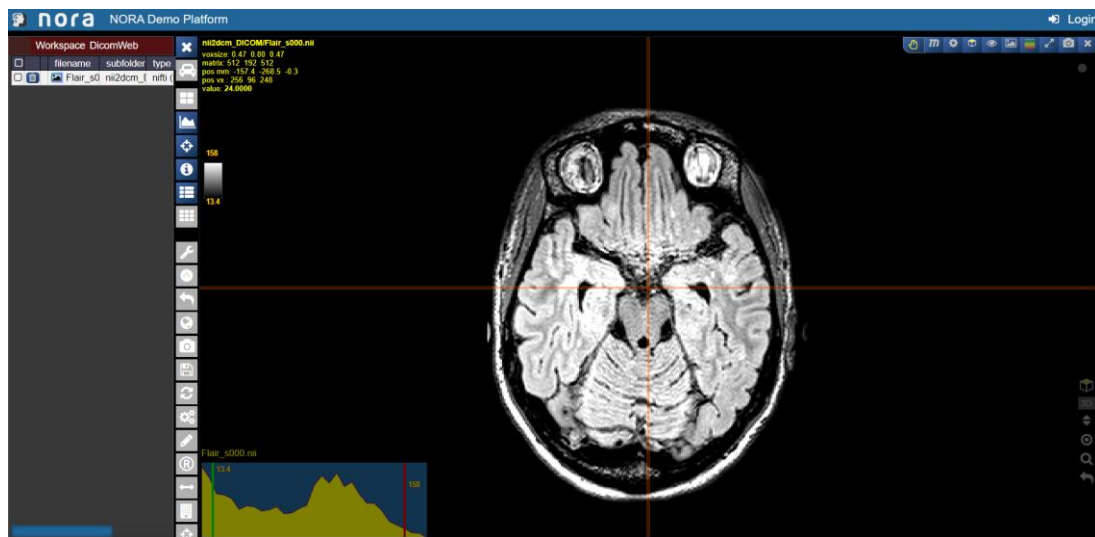 nora NORA Demo Platform
Login
Workspace DicomWeb
filename subfolder type
Flair_s0 nii2dcm_[ nifti (
nii2dcm_DICOM/Flair_s000.nii
voxsize: 0.47 0.80 0.47
matrix: 512 192 512
pos mm: -157.4 -268.5 -0.3
pos vx : 256 96 248
value: 24.0000
m
158
13.4
3D
Flair_s000.nii
13.4
158